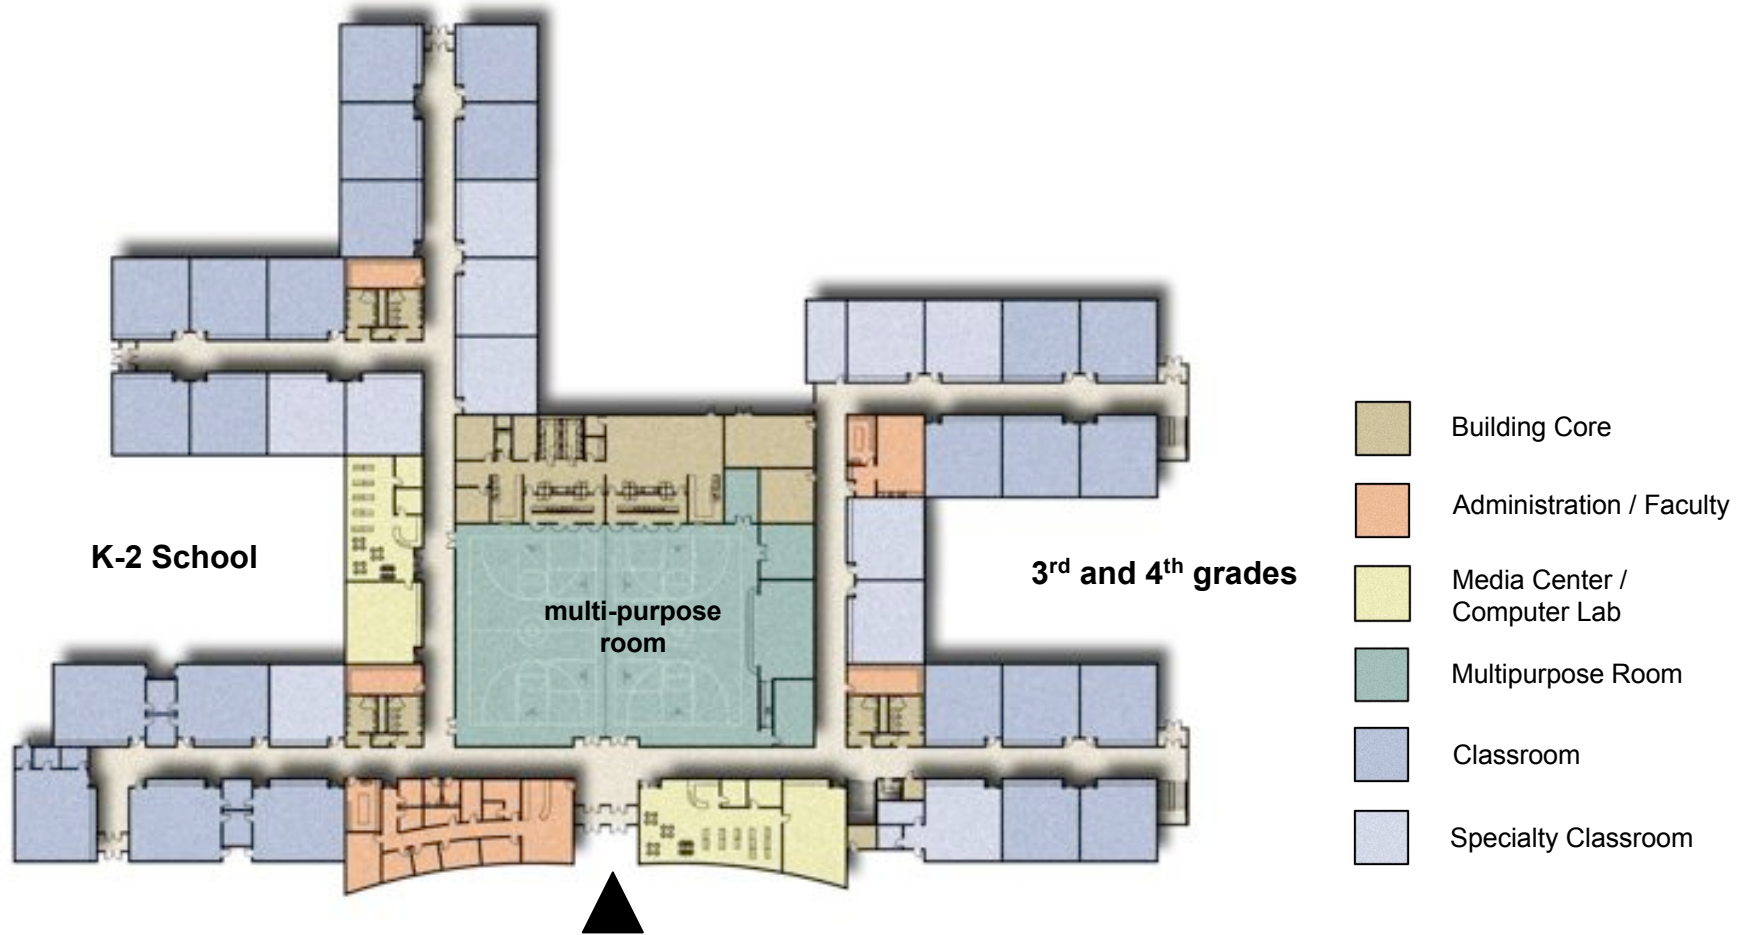 K-2 School
multi-purpose
room
3rd and 4th grades
Building Core
Administration / Faculty
Media Center /
Computer Lab
Multipurpose Room
Classroom
Specialty Classroom